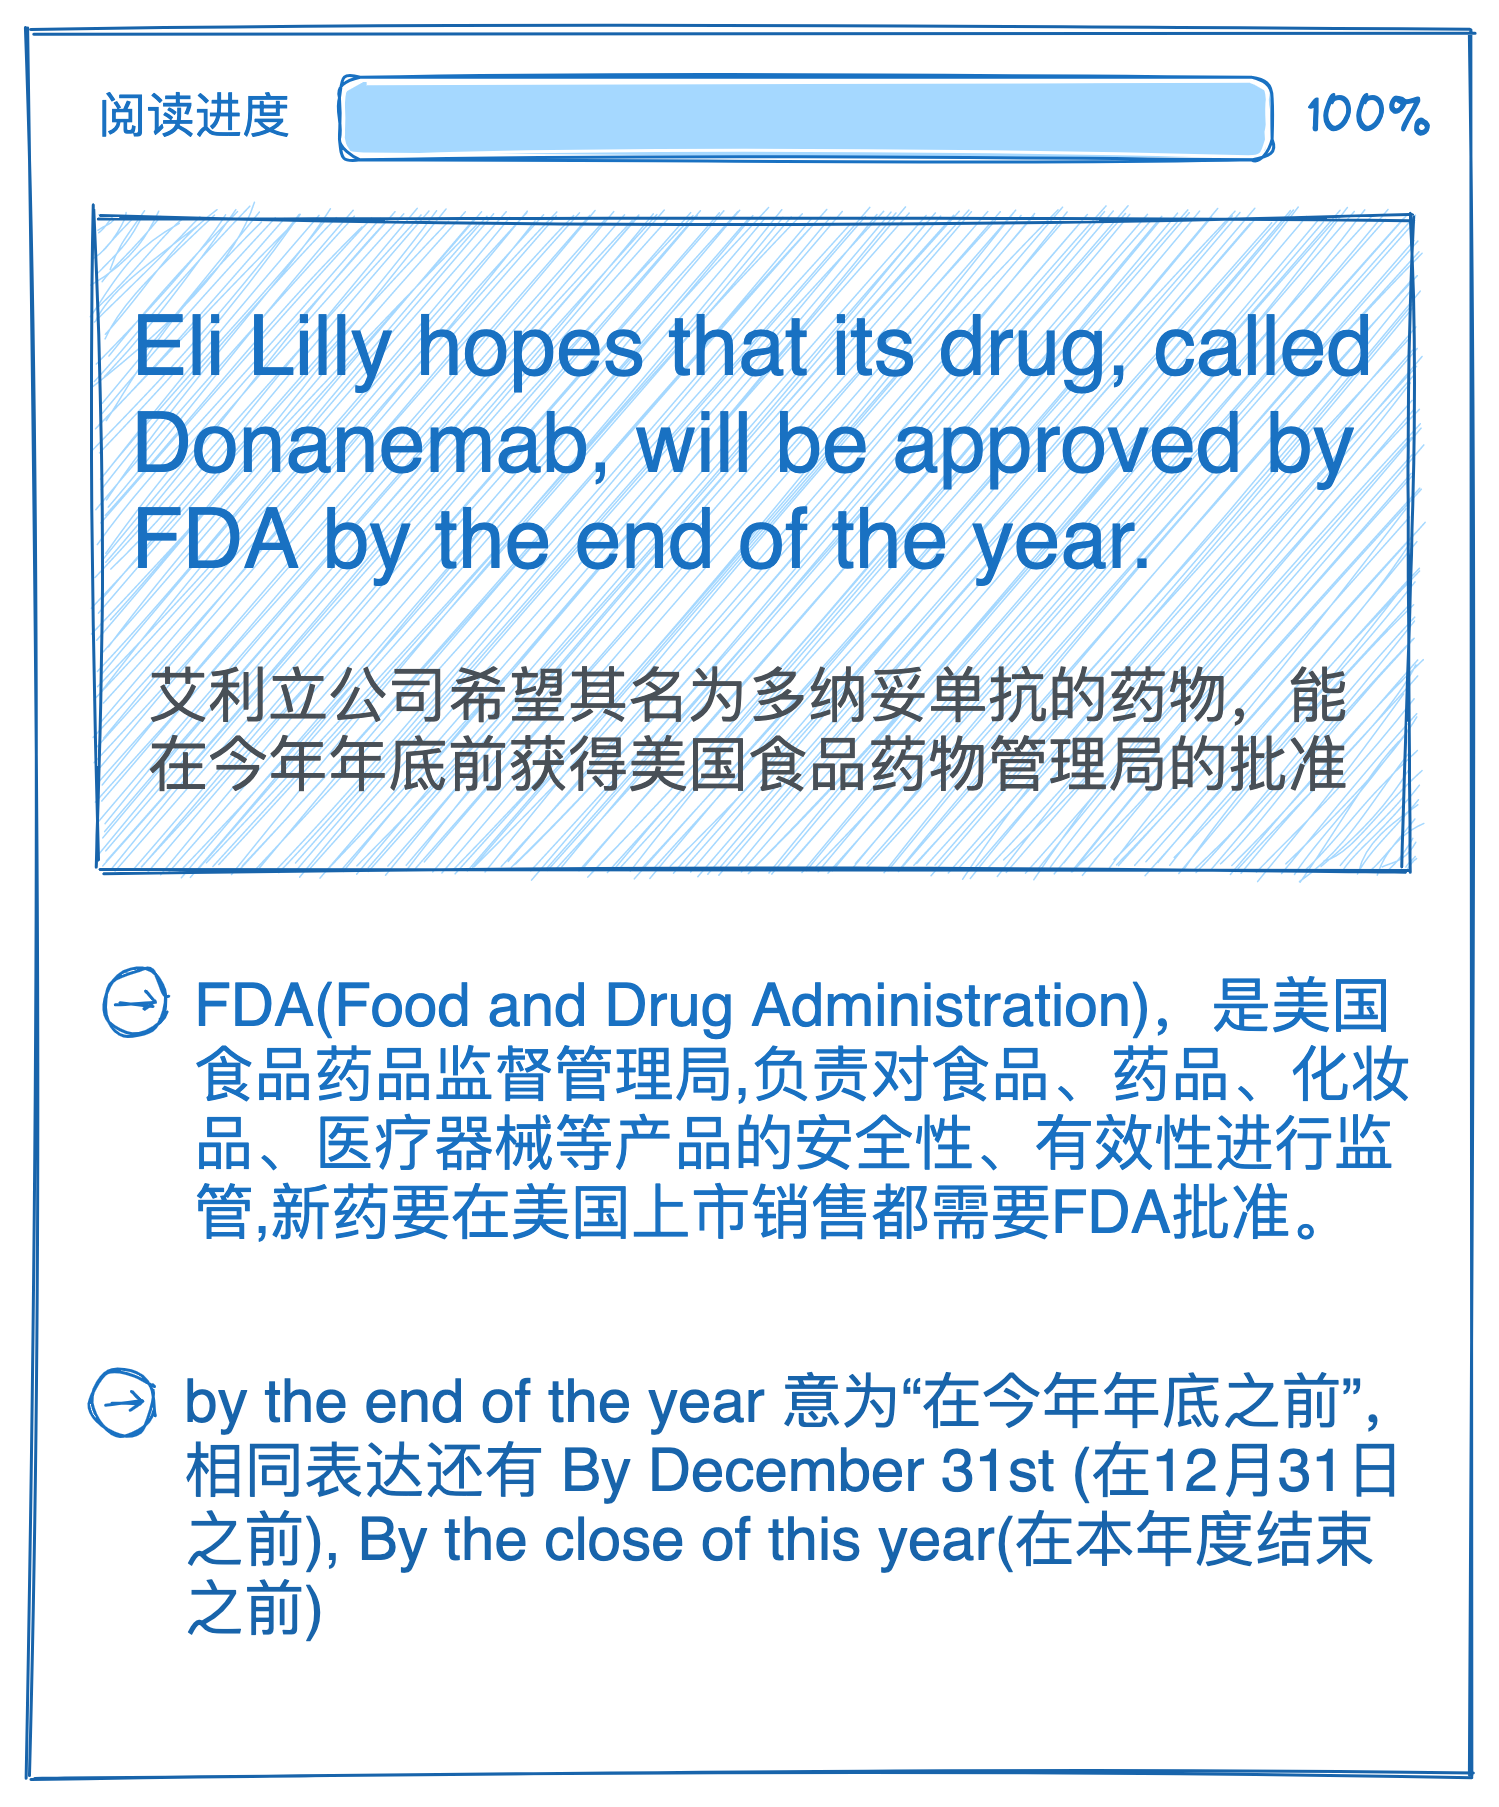 阅读进度 100%
Eli Lilly hopes that its drug, called
Donanemab, will be approved by
FDA by the end of the year.
艾利立公司希望其名为多纳妥单抗的药物，能
在今年年底前获得美国食品药物管理局的批准
FDA(Food and Drug Administration)，是美国
食品药品监督管理局,负责对食品、药品、化妆
品、医疗器械等产品的安全性、有效性进行监
管,新药要在美国上市销售都需要FDA批准。
by the end of the year 意为“在今年年底之前”，
相同表达还有 By December 31st (在12月31日
之前), By the close of this year(在本年度结束
之前)